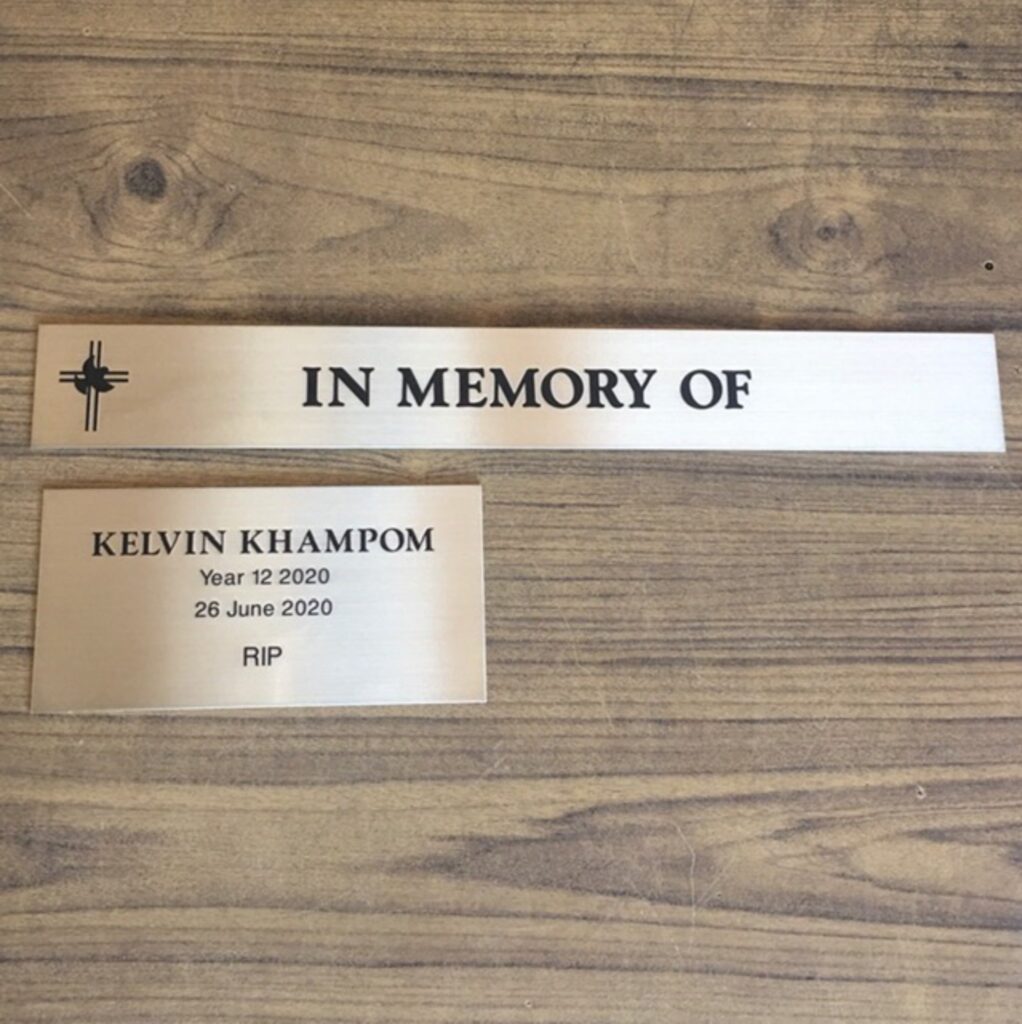 IN MEMORY OF
KELVIN KHAMPOM
Year 12 2020
26 June 2020
RIP